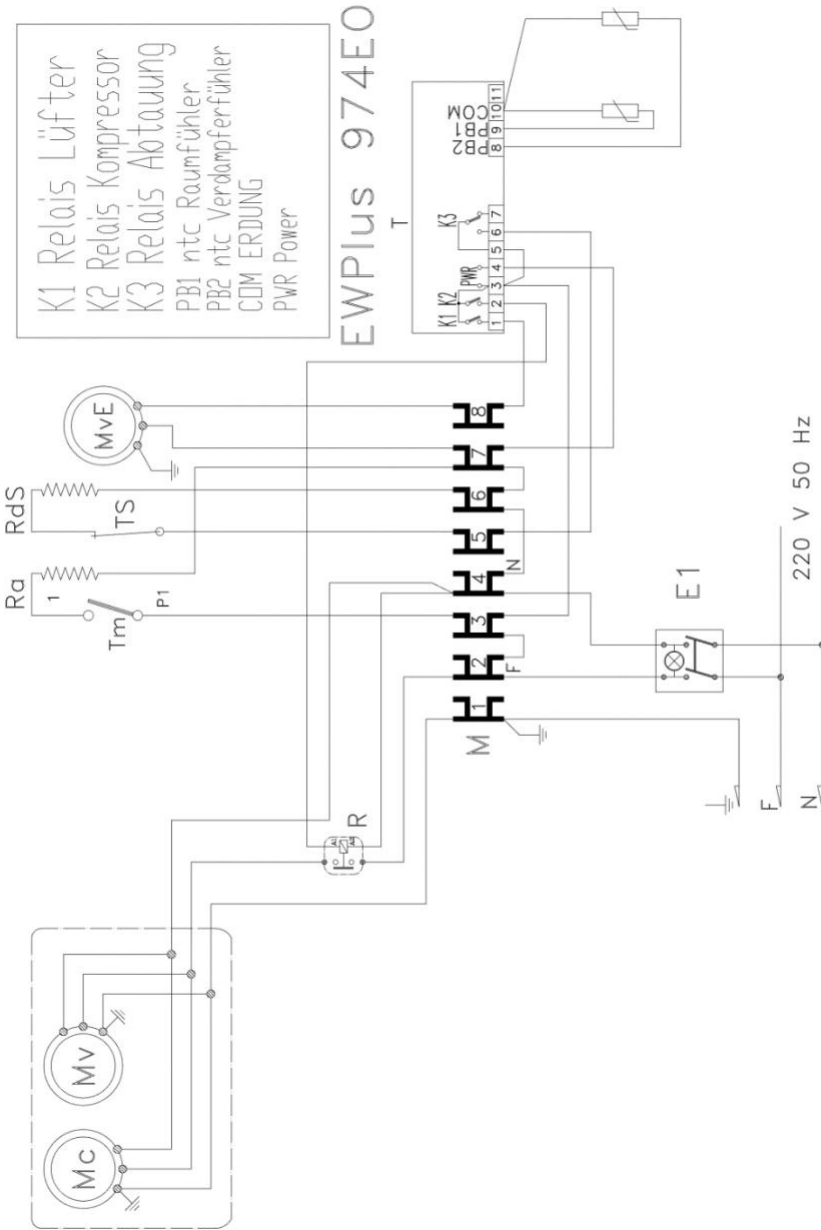 K1 Relais Lüfter
K2 Relais Kompressor
K3 Relais Abtauung
PB1 ntc Raumfühler
PB2 ntc Verdampferfühler
COM ERDUNG
PWR Power
EWPlus 974EO
T
K1 K2 PWR K3
1 2 3 4 5 6 7
PB2 PB1 COM
8 9 10 11
MvE
RdS
TS
Ra
1
Tm
P1
M
1 2 3 4 5 6 7 8
F
N
R
A1
Mv
Mc
E1
220 V 50 Hz
F
N